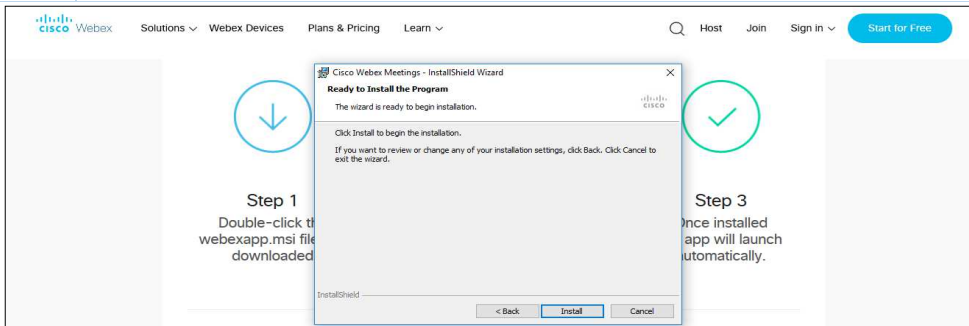 cisco Webex Solutions Webex Devices Plans & Pricing Learn Host Join Sign in Start for Free
Cisco Webex Meetings - InstallShield Wizard
Ready to Install the Program
The wizard is ready to begin installation.
cisco
Click Install to begin the installation.
If you want to review or change any of your installation settings, click Back. Click Cancel to
exit the wizard.
InstallShield
< Back Install Cancel
Step 1
Double-click
webexapp.msi file
downloaded
Step 3
installed
app will launch